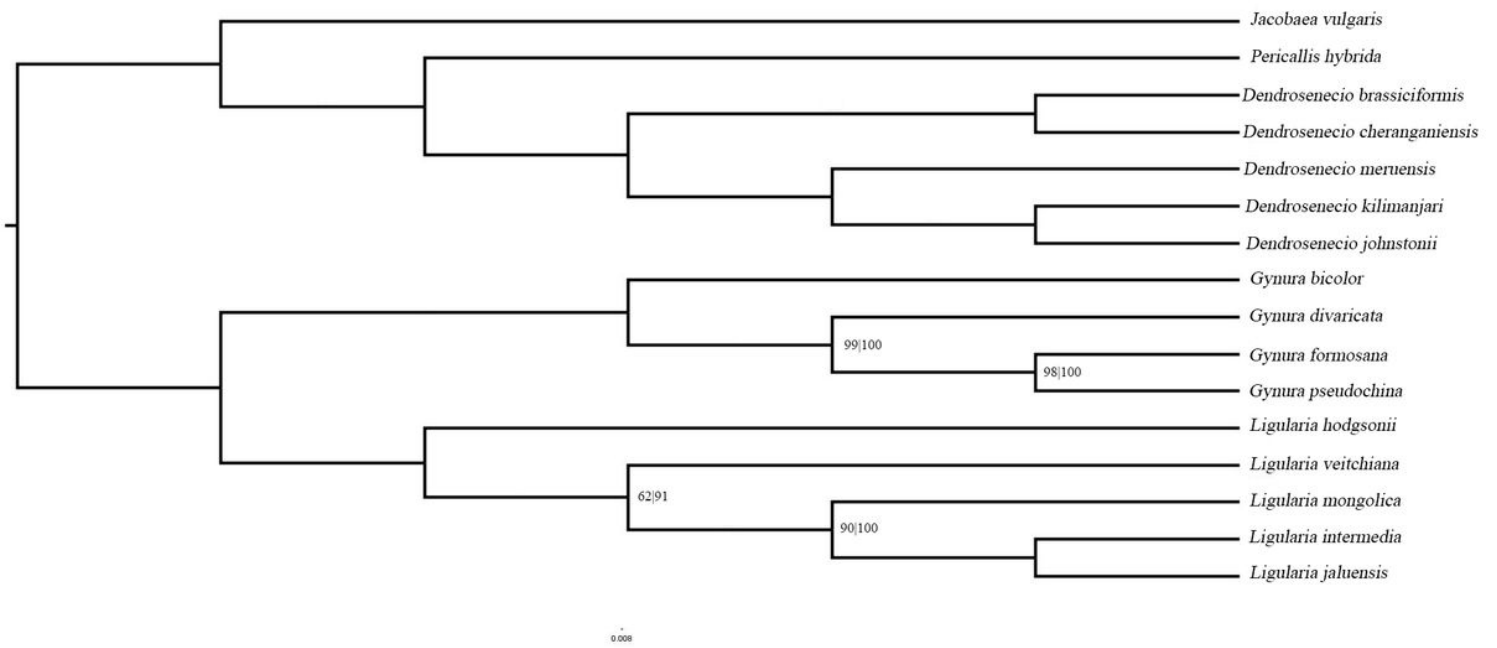 Jacobaea vulgaris
Pericallis hybrida
Dendrosenecio brassiciformis
Dendrosenecio cheranganiensis
Dendrosenecio meruensis
Dendrosenecio kilimanjari
Dendrosenecio johnstonii
Gynura bicolor
Gynura divaricata
99|100
Gynura formosana
98|100
Gynura pseudochina
Ligularia hodgsonii
Ligularia veitchiana
62|91
Ligularia mongolica
90|100
Ligularia intermedia
Ligularia jaluensis
0.008